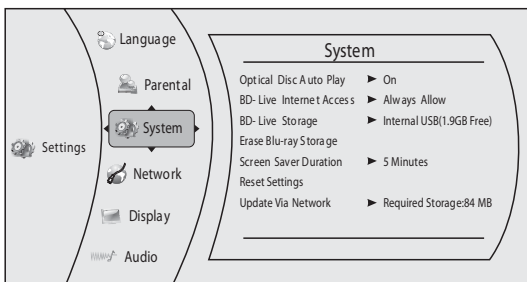 Settings
Language
Parental
System
Network
Display
Audio
System
Optical Disc Auto Play ► On
BD- Live Internet Access ► Always Allow
BD- Live Storage ► Internal USB(1.9GB Free)
Erase Blu-ray Storage
Screen Saver Duration ► 5 Minutes
Reset Settings
Update Via Network ► Required Storage:84 MB